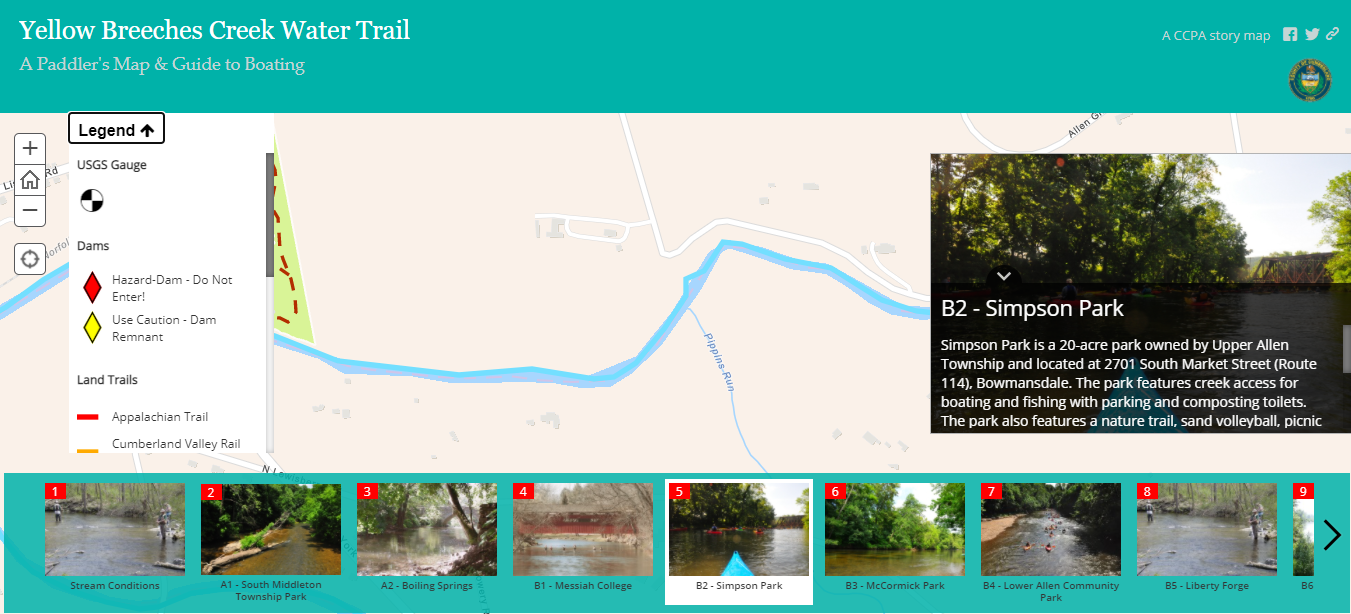 Yellow Breeches Creek Water Trail
A Paddler's Map & Guide to Boating
A CCPA story map
Legend
USGS Gauge
Dams
Hazard-Dam - Do Not
Enter!
Use Caution - Dam
Remnant
Land Trails
Appalachian Trail
Cumberland Valley Rail
Rd
Allen
Pippins Run
N Lewisberry
B2 - Simpson Park
Simpson Park is a 20-acre park owned by Upper Allen
Township and located at 2701 South Market Street (Route
114), Bowmansdale. The park features creek access for
boating and fishing with parking and composting toilets.
The park also features a nature trail, sand volleyball, picnic
1
Stream Conditions
2
A1 - South Middleton
Township Park
3
A2 - Boiling Springs
4
B1 - Messiah College
5
B2 - Simpson Park
6
B3 - McCormick Park
7
B4 - Lower Allen Community
Park
8
B5 - Liberty Forge
9
B6